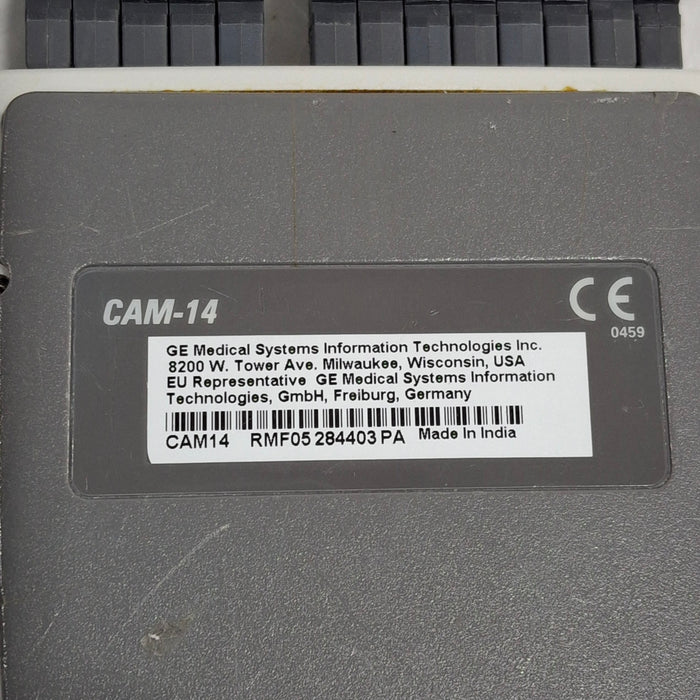 CAM-14
CE
0459
GE Medical Systems Information Technologies Inc.
8200 W. Tower Ave. Milwaukee, Wisconsin, USA
EU Representative GE Medical Systems Information
Technologies, GmbH, Freiburg, Germany
CAM14 RMF05 284403 PA Made In India